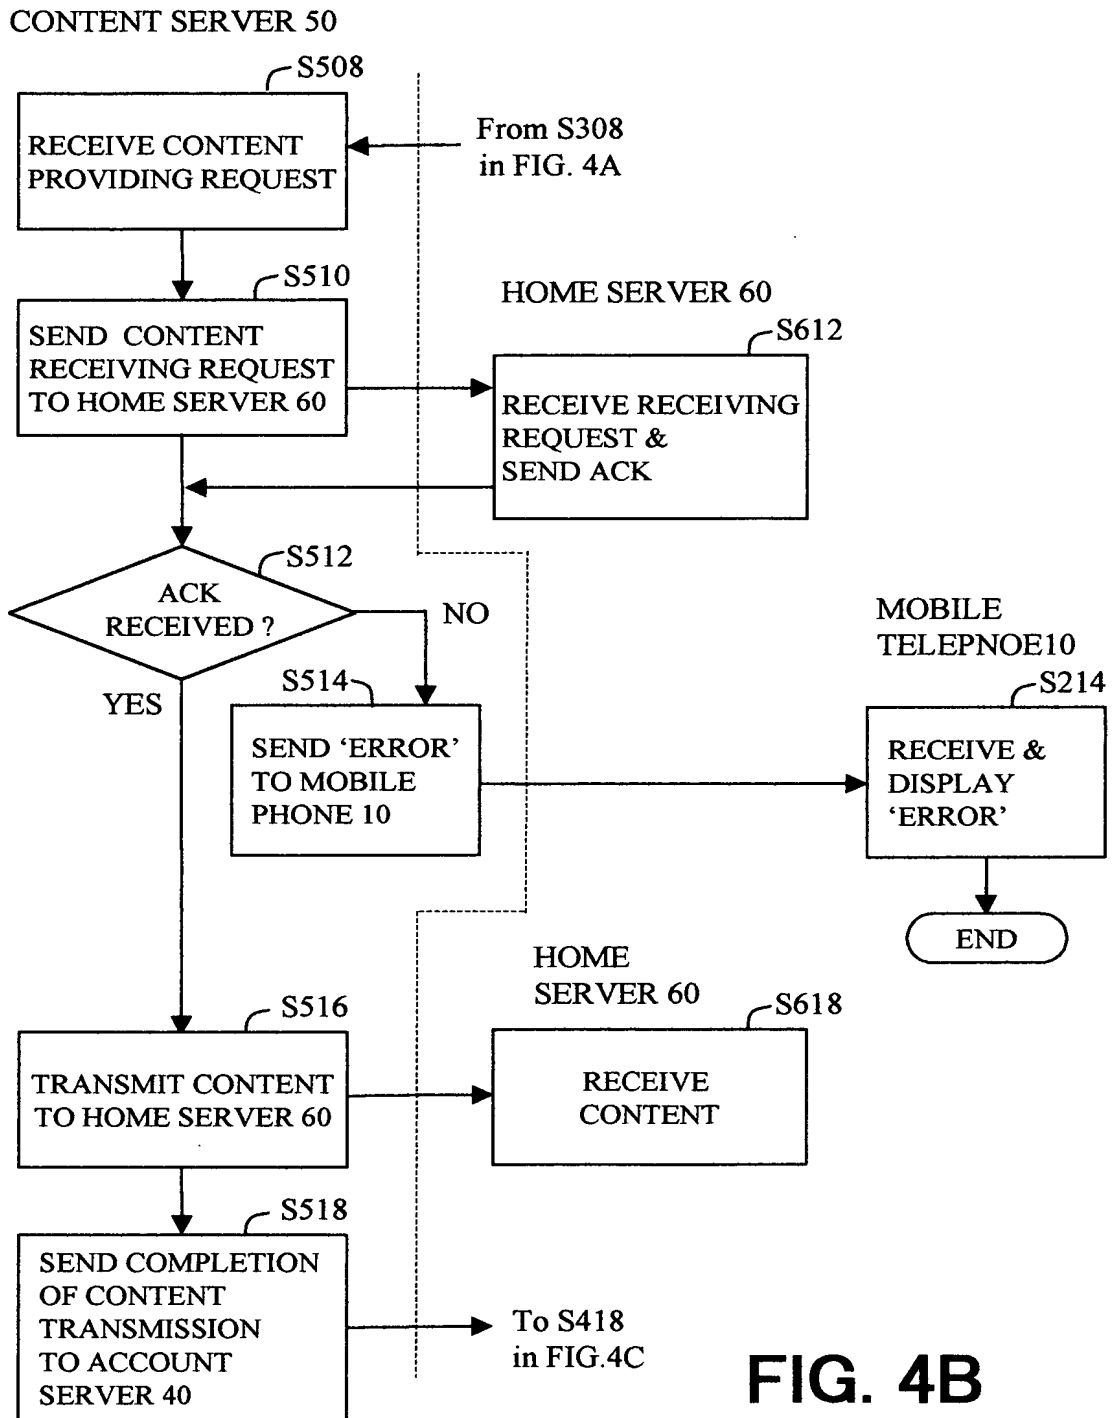 CONTENT SERVER 50
S508
RECEIVE CONTENT
PROVIDING REQUEST
From S308
in FIG. 4A
S510
SEND CONTENT
RECEIVING REQUEST
TO HOME SERVER 60
HOME SERVER 60
S612
RECEIVE RECEIVING
REQUEST &
SEND ACK
S512
ACK
RECEIVED ?
NO
YES
S514
SEND ‘ERROR’
TO MOBILE
PHONE 10
MOBILE
TELEPNOE10
S214
RECEIVE &
DISPLAY
‘ERROR’
END
HOME
SERVER 60
S516
TRANSMIT CONTENT
TO HOME SERVER 60
S618
RECEIVE
CONTENT
S518
SEND COMPLETION
OF CONTENT
TRANSMISSION
TO ACCOUNT
SERVER 40
To S418
in FIG.4C
FIG. 4B